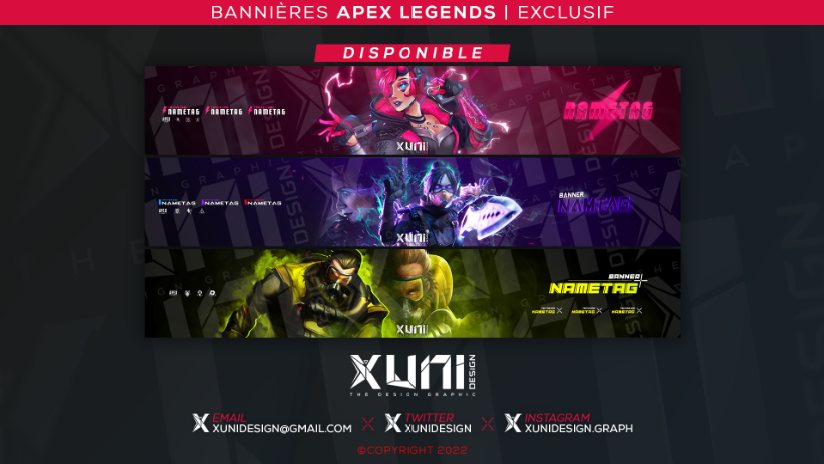 BANNIÈRES APEX LEGENDS | EXCLUSIF
DISPONIBLE
NAMETAG NAMETAG NAMETAG
NAMETAG
XUNI
NAMETAG NAMETAG NAMETAG
BANNER
NAMTAG
XUNI
BANNER
NAMETAG
NAMETAG NAMETAG NAMETAG
XUNI
XUNI DESIGN
THE DESIGN GRAPHIC
EMAIL
XUNIDESIGN@GMAIL.COM
TWITTER
XUNIDESIGN
INSTAGRAM
XUNIDESIGN.GRAPH
©COPYRIGHT 2022